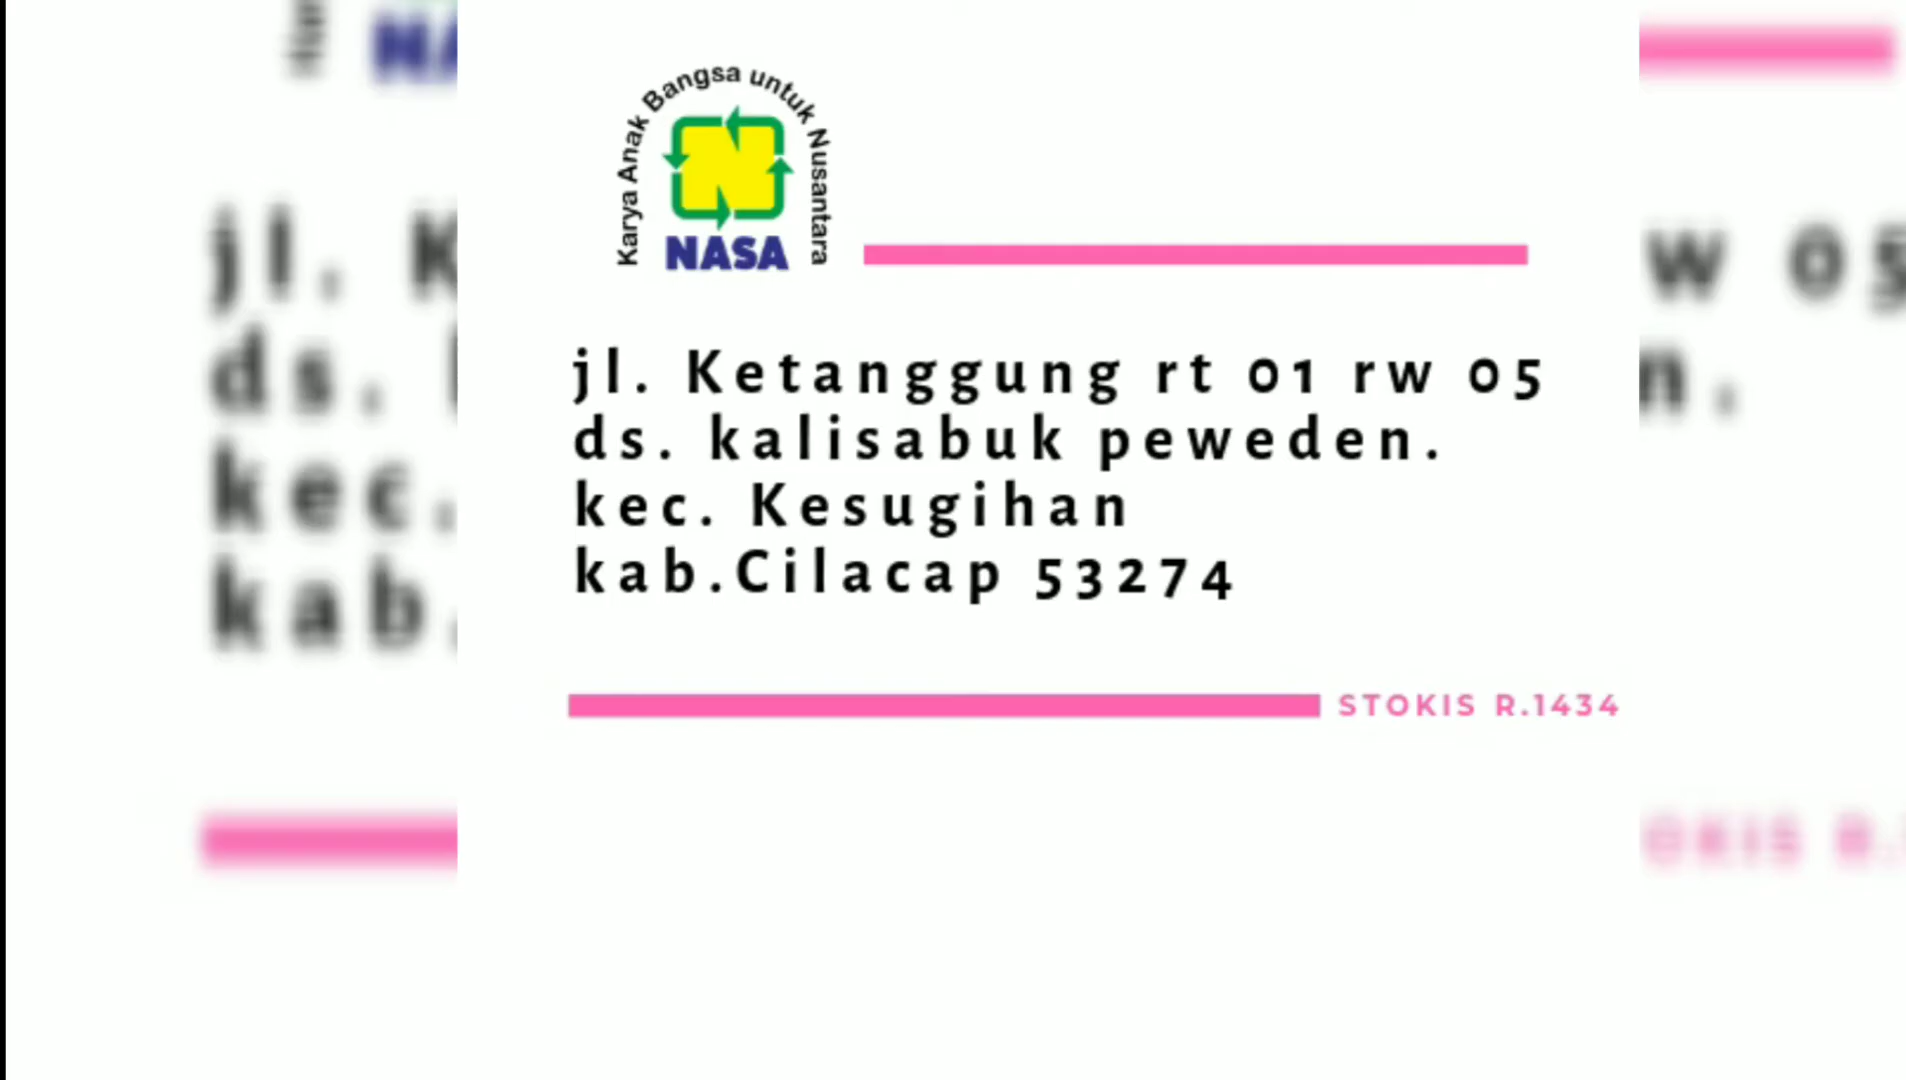 Karya Anak Bangsa untuk Nusantara
NASA
jl. Ketanggung rt 01 rw 05
ds. kalisabuk peweden.
kec. Kesugihan
kab.Cilacap 53274
STOKIS R.1434